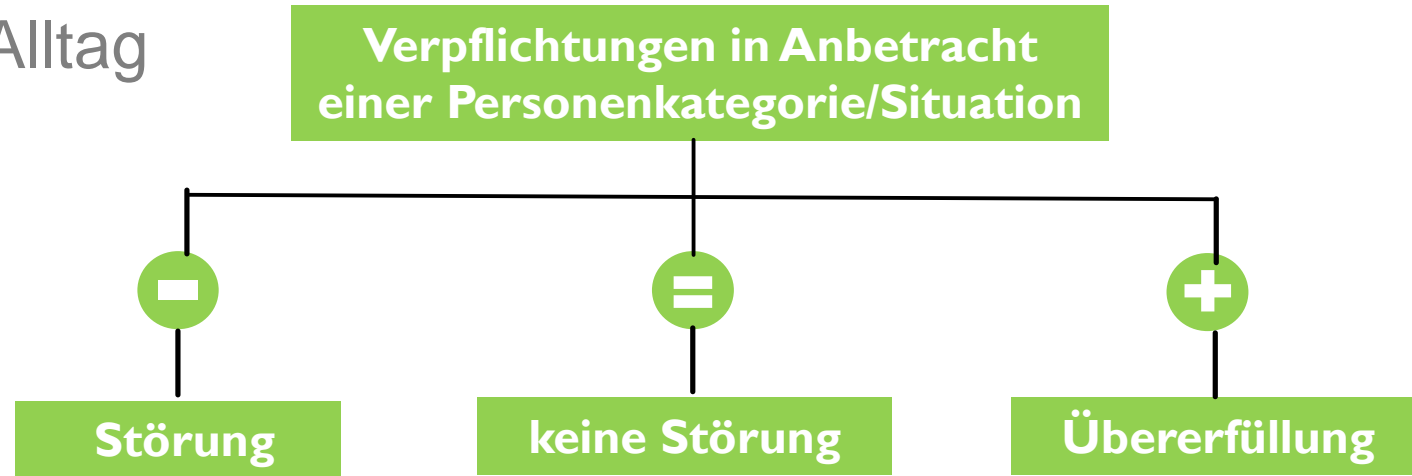 Alltag
Verpflichtungen in Anbetracht
einer Personenkategorie/Situation
Störung
keine Störung
Übererfüllung